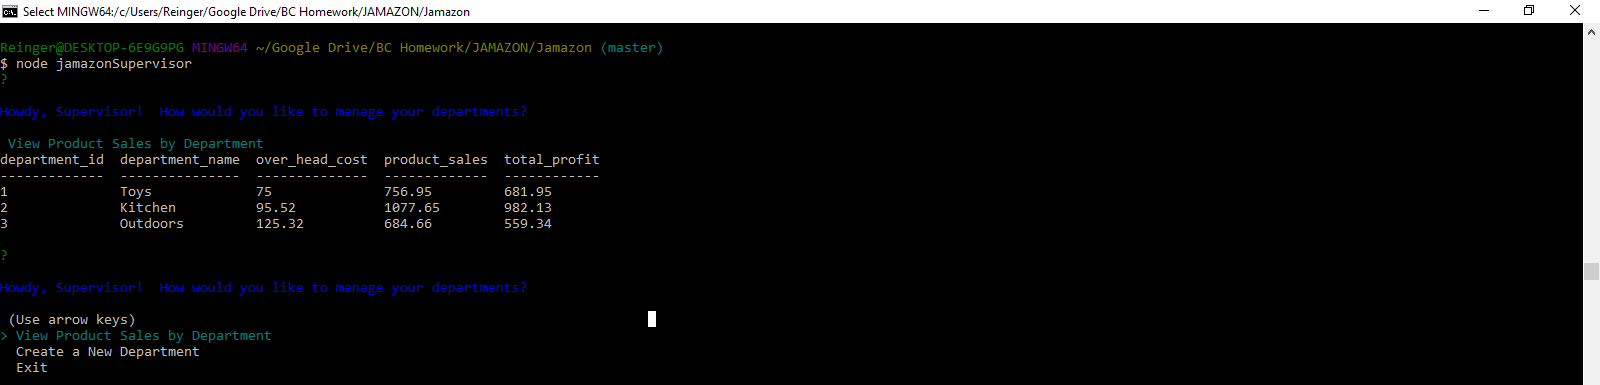 Select MINGW64:/c/Users/Reinger/Google Drive/BC Homework/JAMAZON/Jamazon
Reinger@DESKTOP-6E9G9PG MINGW64 ~/Google Drive/BC Homework/JAMAZON/Jamazon (master)
$ node jamazonSupervisor
?
Howdy, Supervisor!  How would you like to manage your departments?
 View Product Sales by Department
department_id  department_name  over_head_cost  product_sales  total_profit
-------------  ---------------  --------------  -------------  ------------
1              Toys             75              756.95         681.95
2              Kitchen          95.52           1077.65        982.13
3              Outdoors         125.32          684.66         559.34
?
Howdy, Supervisor!  How would you like to manage your departments?
 (Use arrow keys)
> View Product Sales by Department
  Create a New Department
  Exit